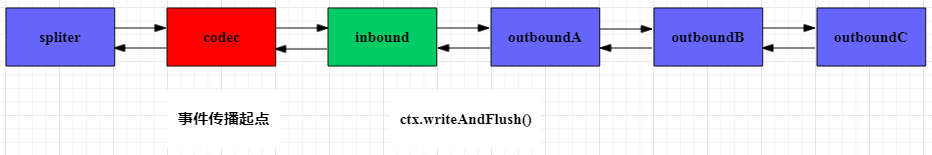 spliter
codec
inbound
outboundA
outboundB
outboundC
事件传播起点
ctx.writeAndFlush()